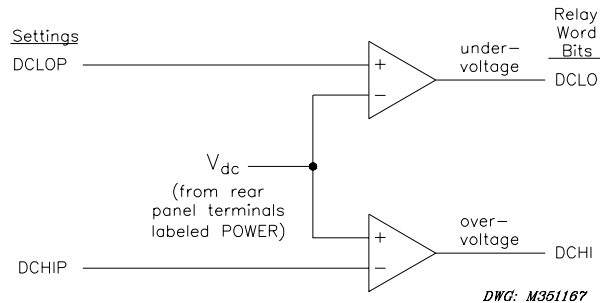 Settings
Relay
Word
Bits
DCLOP
+
−
under-
voltage
DCLO
Vdc
(from rear
panel terminals
labeled POWER)
+
−
over-
voltage
DCHI
DCHIP
DWG: M351167